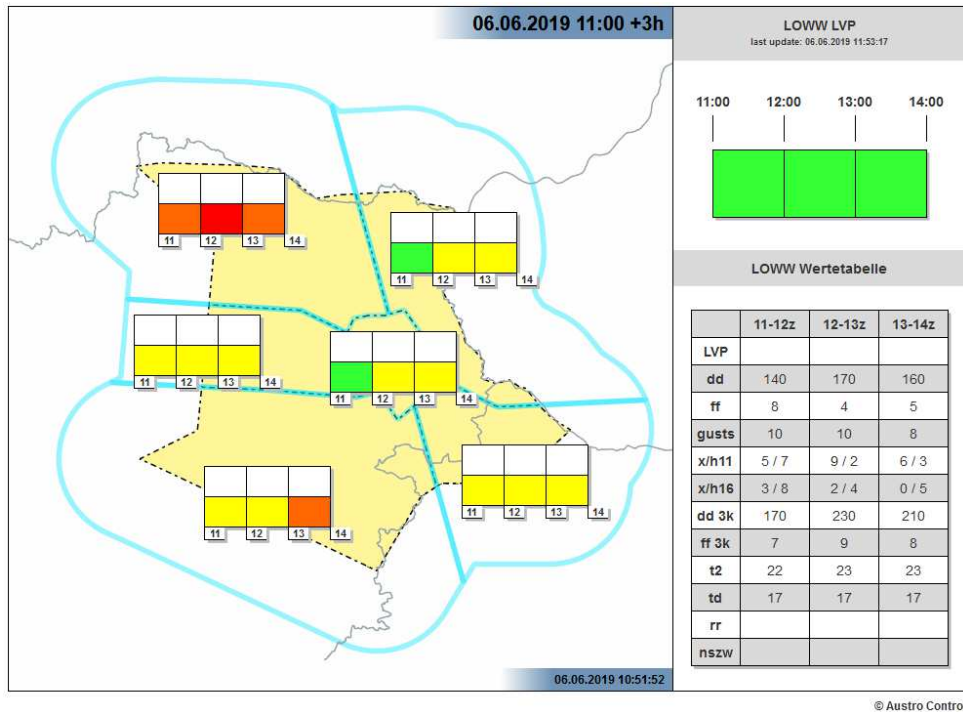 06.06.2019 11:00 +3h
11 12 13 14
11 12 13 14
11 12 13 14
11 12 13 14
11 12 13 14
11 12 13 14
06.06.2019 10:51:52
LOWW LVP
last update: 06.06.2019 11:53:17
11:00 12:00 13:00 14:00
LOWW Wertetabelle
11-12z 12-13z 13-14z
LVP
dd 140 170 160
ff 8 4 5
gusts 10 10 8
x/h11 5 / 7 9 / 2 6 / 3
x/h16 3 / 8 2 / 4 0 / 5
dd 3k 170 230 210
ff 3k 7 9 8
t2 22 23 23
td 17 17 17
rr
nszw
© Austro Contro